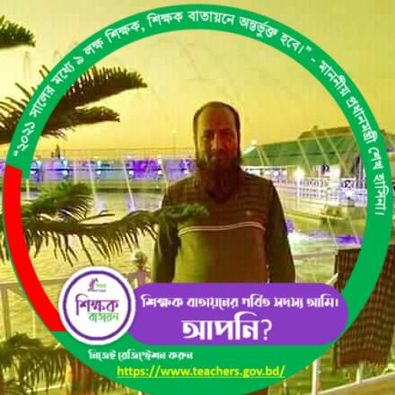 "২০২১ সালের মধ্যে ৯ লক্ষ শিক্ষক, শিক্ষক বাতায়নে অন্তর্ভুক্ত হবে।" - মাননীয় প্রধানমন্ত্রী শেখ হাসিনা।
শিক্ষক
বাতায়ন
শিক্ষক বাতায়নের গর্বিত সদস্য আমি।
আপনি?
নিজেই রেজিস্ট্রেশন করুন
https://www.teachers.gov.bd/